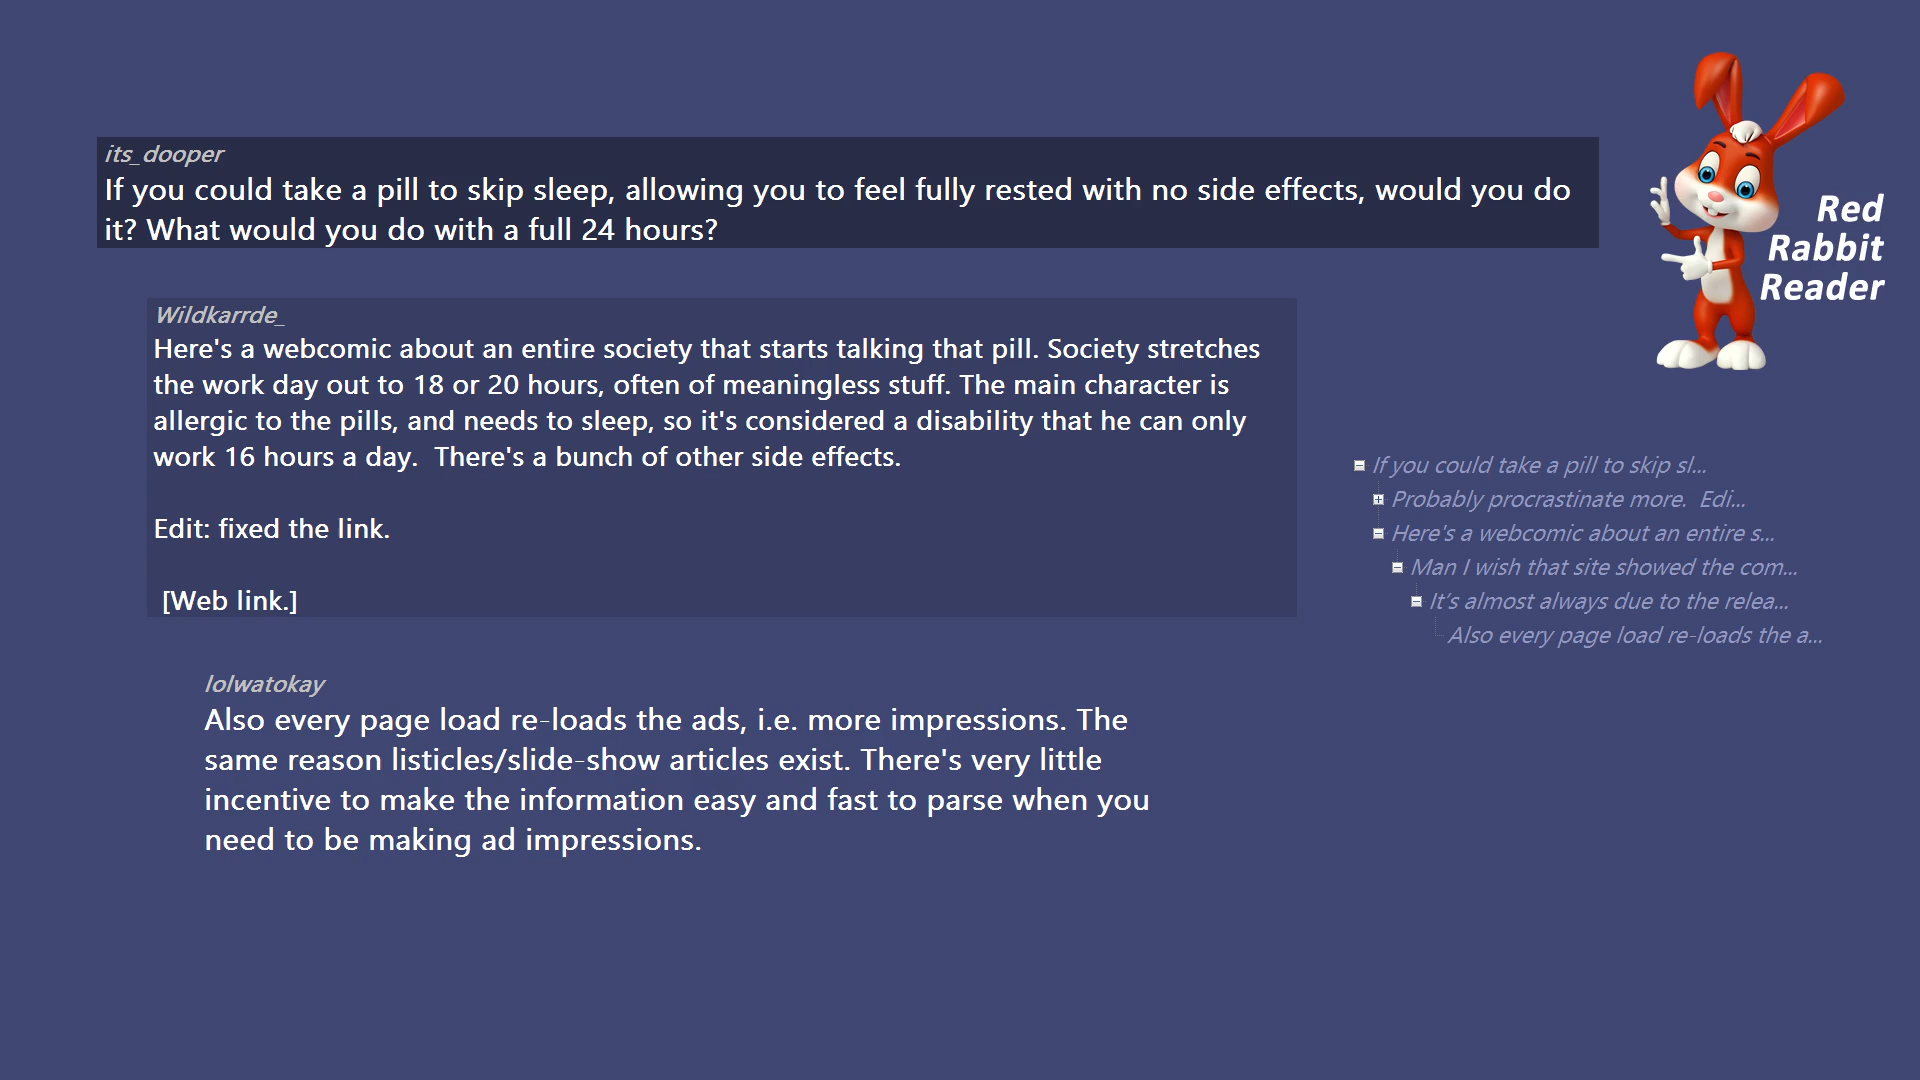 its_dooper
If you could take a pill to skip sleep, allowing you to feel fully rested with no side effects, would you do
it? What would you do with a full 24 hours?
Wildkarrde_
Here's a webcomic about an entire society that starts talking that pill. Society stretches
the work day out to 18 or 20 hours, often of meaningless stuff. The main character is
allergic to the pills, and needs to sleep, so it's considered a disability that he can only
work 16 hours a day.  There's a bunch of other side effects.
Edit: fixed the link.
[Web link.]
lolwatokay
Also every page load re-loads the ads, i.e. more impressions. The
same reason listicles/slide-show articles exist. There's very little
incentive to make the information easy and fast to parse when you
need to be making ad impressions.
Red
Rabbit
Reader
If you could take a pill to skip sl...
Probably procrastinate more.  Edi...
Here's a webcomic about an entire s...
Man I wish that site showed the com...
It’s almost always due to the relea...
Also every page load re-loads the a...